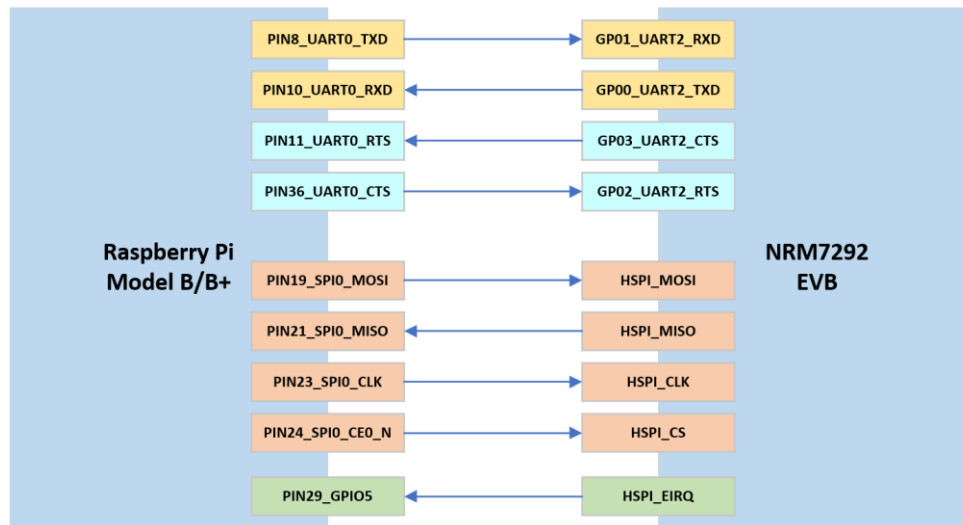 PIN8_UART0_TXD GP01_UART2_RXD
PIN10_UART0_RXD GP00_UART2_TXD
PIN11_UART0_RTS GP03_UART2_CTS
PIN36_UART0_CTS GP02_UART2_RTS
Raspberry Pi
Model B/B+
NRM7292
EVB
PIN19_SPI0_MOSI HSPI_MOSI
PIN21_SPI0_MISO HSPI_MISO
PIN23_SPI0_CLK HSPI_CLK
PIN24_SPI0_CE0_N HSPI_CS
PIN29_GPIO5 HSPI_EIRQ